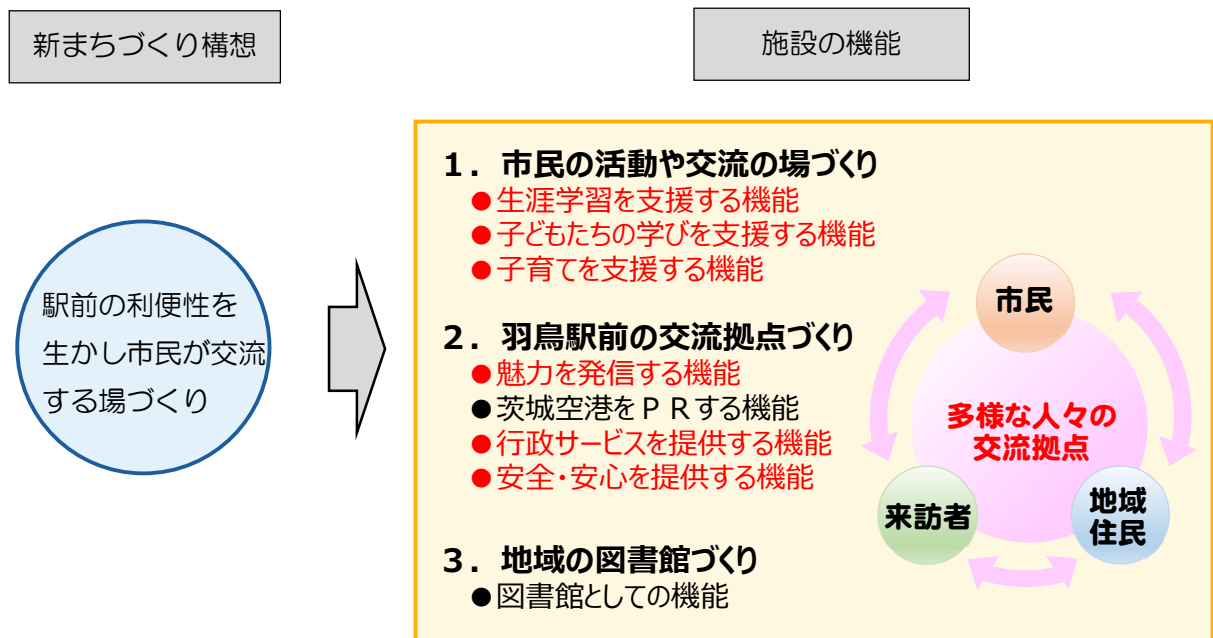 新まちづくり構想
施設の機能
駅前の利便性を
生かし市民が交流
する場づくり
１．市民の活動や交流の場づくり
●生涯学習を支援する機能
●子どもたちの学びを支援する機能
●子育てを支援する機能
２．羽鳥駅前の交流拠点づくり
●魅力を発信する機能
●茨城空港をＰＲする機能
●行政サービスを提供する機能
●安全・安心を提供する機能
３．地域の図書館づくり
●図書館としての機能
市民
多様な人々の
交流拠点
来訪者
地域
住民